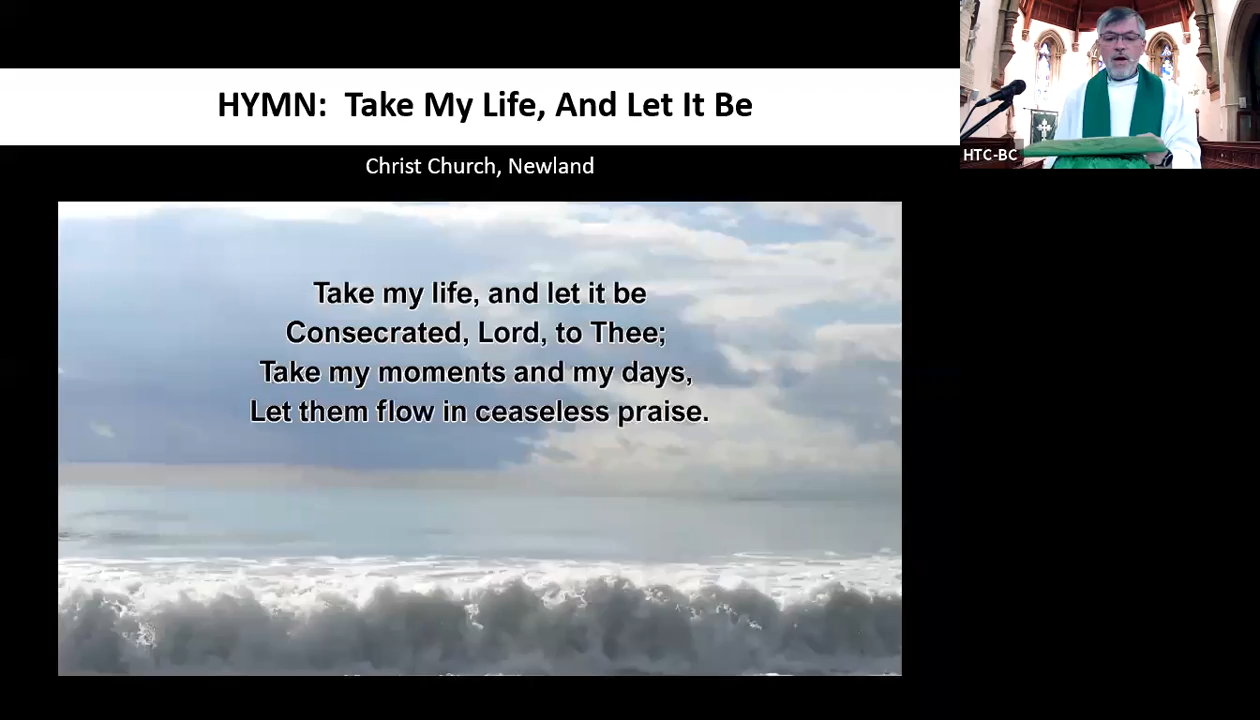 HYMN:  Take My Life, And Let It Be
Christ Church, Newland
HTC-BC
Take my life, and let it be
Consecrated, Lord, to Thee;
Take my moments and my days,
Let them flow in ceaseless praise.